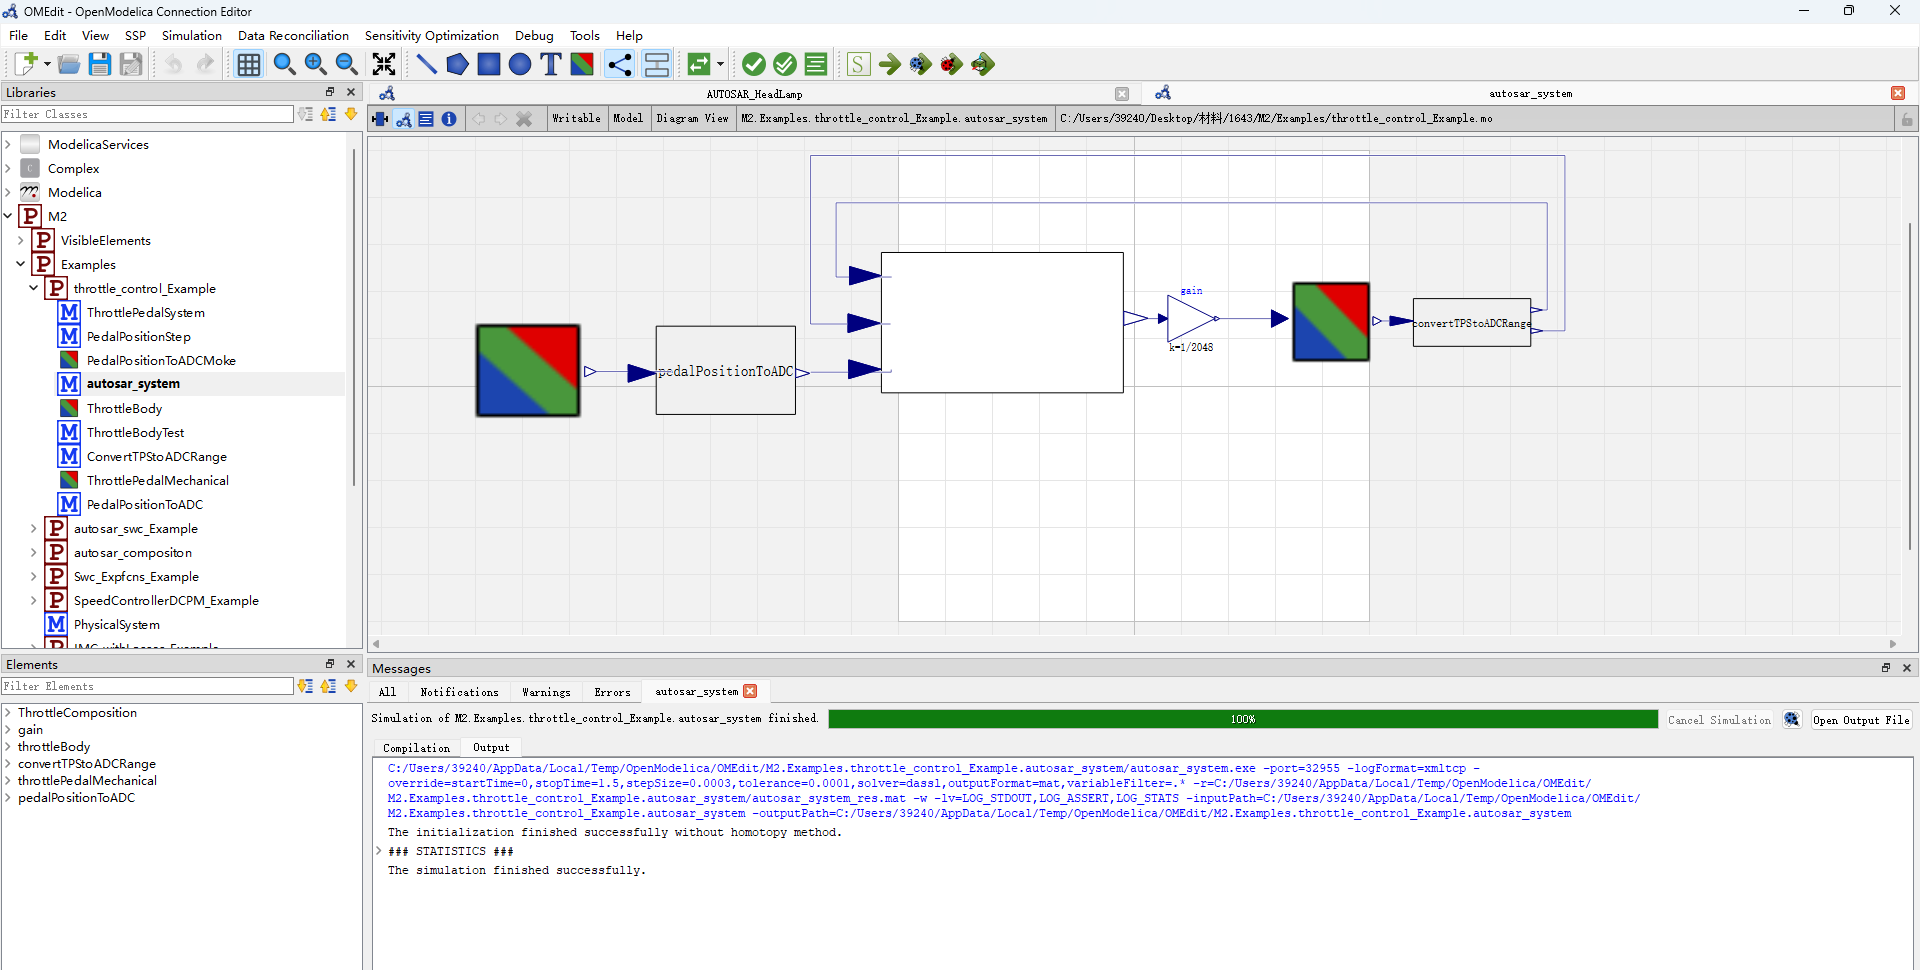 OMEdit - OpenModelica Connection Editor
File Edit View SSP Simulation Data Reconciliation Sensitivity Optimization Debug Tools Help
T S
Libraries
AUTOSAR_HeadLamp
autosar_system
Filter Classes
Writable Model Diagram View M2.Examples.throttle_control_Example.autosar_system C:/Users/39240/Desktop/材料/1643/M2/Examples/throttle_control_Example.mo
ModelicaServices
Complex
Modelica
P M2
P VisibleElements
P Examples
P throttle_control_Example
M ThrottlePedalSystem
M PedalPositionStep
PedalPositionToADCMoke
M autosar_system
ThrottleBody
M ThrottleBodyTest
M ConvertTPStoADCRange
ThrottlePedalMechanical
M PedalPositionToADC
P autosar_swc_Example
P autosar_compositon
P Swc_Expfcns_Example
P SpeedControllerDCPM_Example
M PhysicalSystem
gain
k=1/2048
pedalPositionToADC
convertTPStoADCRange
Elements
Filter Elements
ThrottleComposition
gain
throttleBody
convertTPStoADCRange
throttlePedalMechanical
pedalPositionToADC
Messages
All Notifications Warnings Errors autosar_system
Simulation of M2.Examples.throttle_control_Example.autosar_system finished. 100% Cancel Simulation Open Output File
Compilation Output
C:/Users/39240/AppData/Local/Temp/OpenModelica/OMEdit/M2.Examples.throttle_control_Example.autosar_system/autosar_system.exe -port=32955 -logFormat=xmltcp -
override=startTime=0,stopTime=1.5,stepSize=0.0003,tolerance=0.0001,solver=dassl,outputFormat=mat,variableFilter=.* -r=C:/Users/39240/AppData/Local/Temp/OpenModelica/OMEdit/
M2.Examples.throttle_control_Example.autosar_system/autosar_system_res.mat -w -lv=LOG_STDOUT,LOG_ASSERT,LOG_STATS -inputPath=C:/Users/39240/AppData/Local/Temp/OpenModelica/OMEdit/
M2.Examples.throttle_control_Example.autosar_system -outputPath=C:/Users/39240/AppData/Local/Temp/OpenModelica/OMEdit/M2.Examples.throttle_control_Example.autosar_system
The initialization finished successfully without homotopy method.
### STATISTICS ###
The simulation finished successfully.